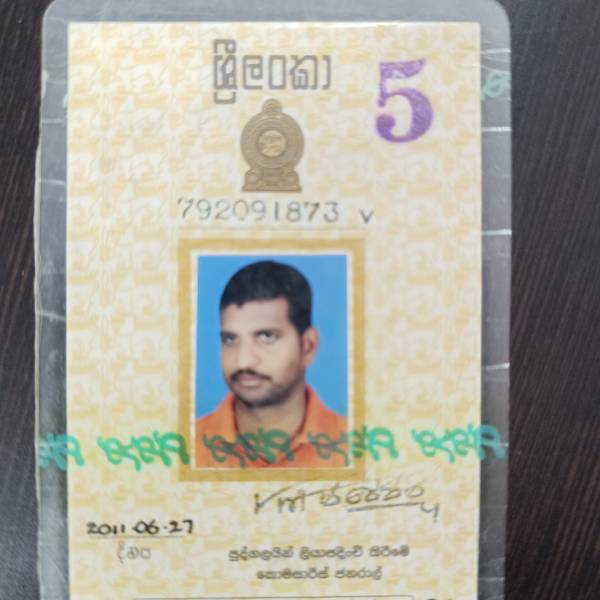 ශ්‍රී ලංකා
5
792091873 v
2011-06-27
දිනය
පුද්ගලයින් ලියාපදිංචි කිරීමේ
කොමසාරිස් ජනරාල්